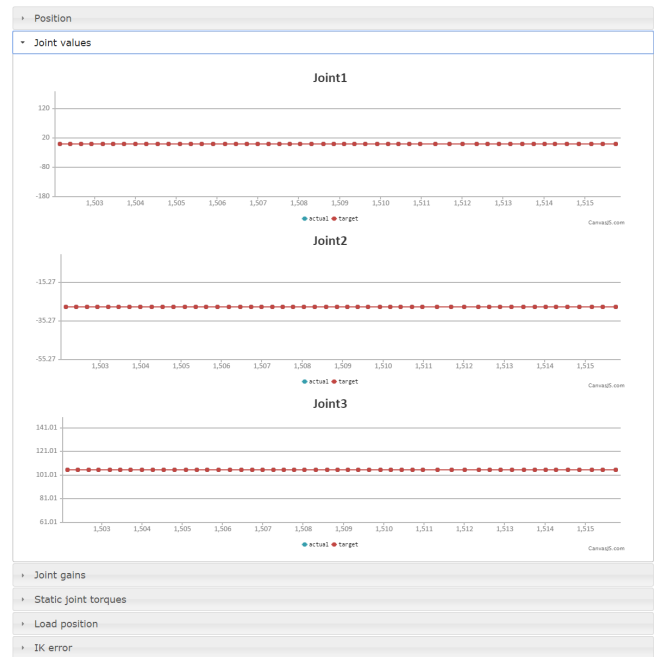 Position
Joint values
Joint1
120
20
-80
-180
1,503 1,504 1,505 1,506 1,507 1,508 1,509 1,510 1,511 1,512 1,513 1,514 1,515
actual target
CanvasJS.com
Joint2
-15.27
-35.27
-55.27
1,503 1,504 1,505 1,506 1,507 1,508 1,509 1,510 1,511 1,512 1,513 1,514 1,515
actual target
CanvasJS.com
Joint3
141.01
121.01
101.01
81.01
61.01
1,503 1,504 1,505 1,506 1,507 1,508 1,509 1,510 1,511 1,512 1,513 1,514 1,515
actual target
CanvasJS.com
Joint gains
Static joint torques
Load position
IK error